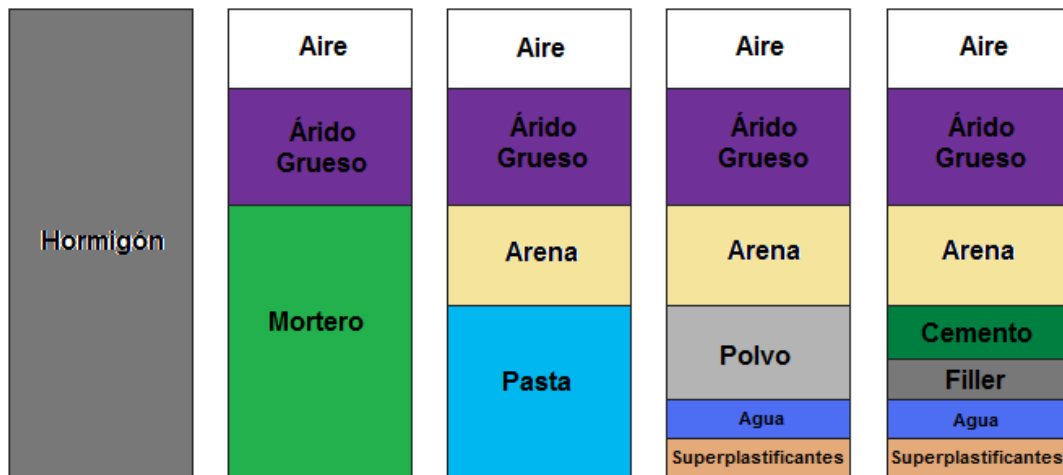 Hormigón
Aire
Árido
Grueso
Mortero
Aire
Árido
Grueso
Arena
Pasta
Aire
Árido
Grueso
Arena
Polvo
Agua
Superplastificantes
Aire
Árido
Grueso
Arena
Cemento
Filler
Agua
Superplastificantes